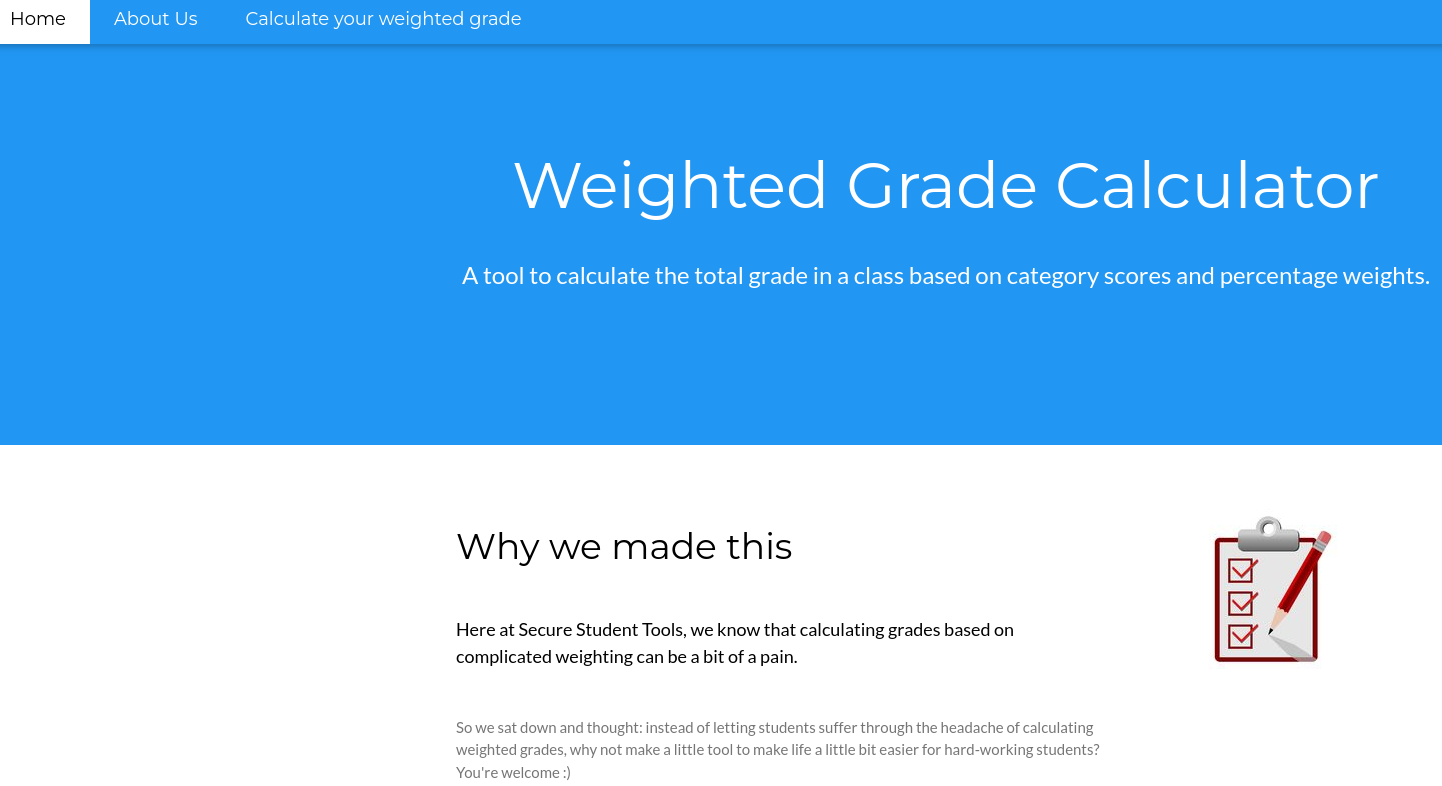 Home
About Us
Calculate your weighted grade
Weighted Grade Calculator
A tool to calculate the total grade in a class based on category scores and percentage weights.
Why we made this
Here at Secure Student Tools, we know that calculating grades based on
complicated weighting can be a bit of a pain.
So we sat down and thought: instead of letting students suffer through the headache of calculating
weighted grades, why not make a little tool to make life a little bit easier for hard-working students?
You're welcome :)